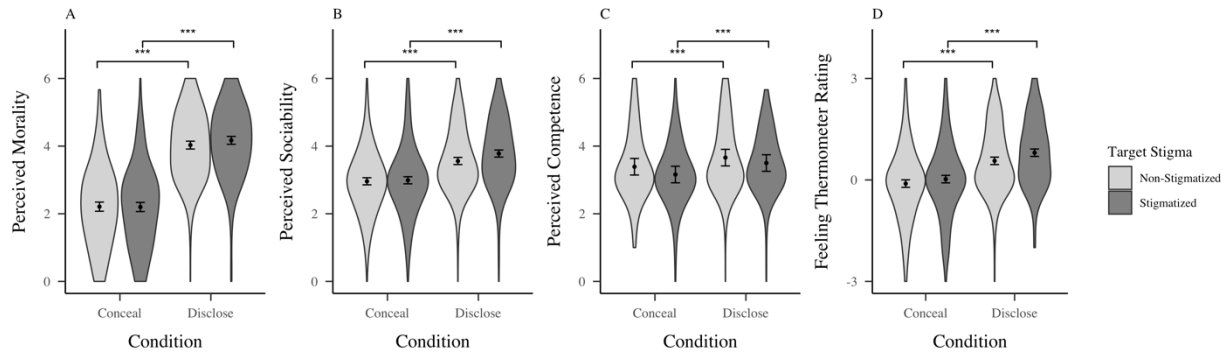 A
Perceived Morality
6
4
2
0
***
***
Conceal
Disclose
Condition
B
Perceived Sociability
6
4
2
0
***
***
Conceal
Disclose
Condition
C
Perceived Competence
6
4
2
0
***
***
Conceal
Disclose
Condition
D
Feeling Thermometer Rating
3
0
-3
***
***
Conceal
Disclose
Condition
Target Stigma
Non-Stigmatized
Stigmatized